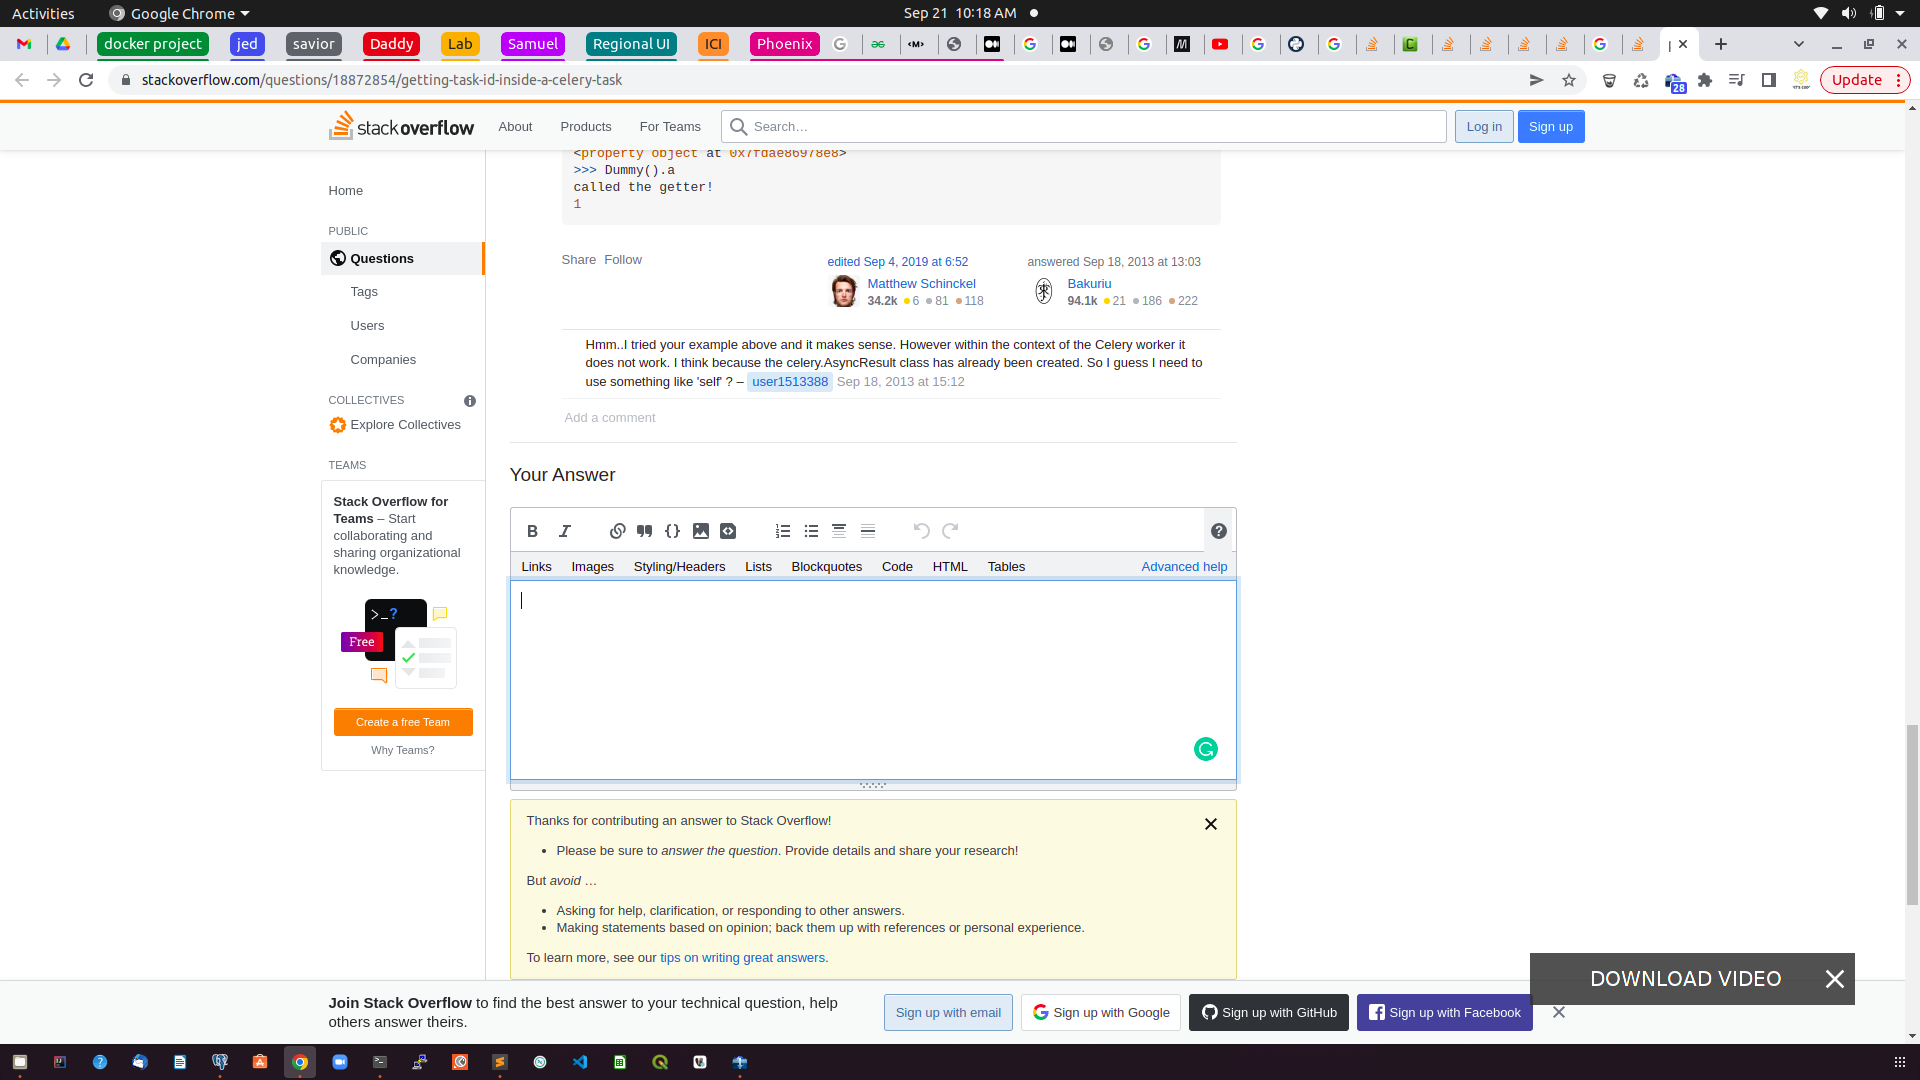 Activities
Google Chrome
Sep 21 10:18 AM
docker project
jed
savior
Daddy
Lab
Samuel
Regional UI
ICI
Phoenix
stackoverflow.com/questions/18872854/getting-task-id-inside-a-celery-task
28
Update
stackoverflow
About
Products
For Teams
Search…
Log in
Sign up
<property object at 0x7fdae86978e8>
>>> Dummy().a
called the getter!
1
Home
PUBLIC
Questions
Tags
Users
Companies
COLLECTIVES
Explore Collectives
TEAMS
Stack Overflow for
Teams – Start
collaborating and
sharing organizational
knowledge.
>_?
Free
Create a free Team
Why Teams?
Share Follow
edited Sep 4, 2019 at 6:52
Matthew Schinckel
34.2k 6 81 118
answered Sep 18, 2013 at 13:03
Bakuriu
94.1k 21 186 222
Hmm..I tried your example above and it makes sense. However within the context of the Celery worker it
does not work. I think because the celery.AsyncResult class has already been created. So I guess I need to
use something like 'self' ? – user1513388 Sep 18, 2013 at 15:12
Add a comment
Your Answer
Links Images Styling/Headers Lists Blockquotes Code HTML Tables Advanced help
Thanks for contributing an answer to Stack Overflow!
• Please be sure to answer the question. Provide details and share your research!
But avoid …
• Asking for help, clarification, or responding to other answers.
• Making statements based on opinion; back them up with references or personal experience.
To learn more, see our tips on writing great answers.
DOWNLOAD VIDEO
Join Stack Overflow to find the best answer to your technical question, help
others answer theirs.
Sign up with email
Sign up with Google
Sign up with GitHub
Sign up with Facebook